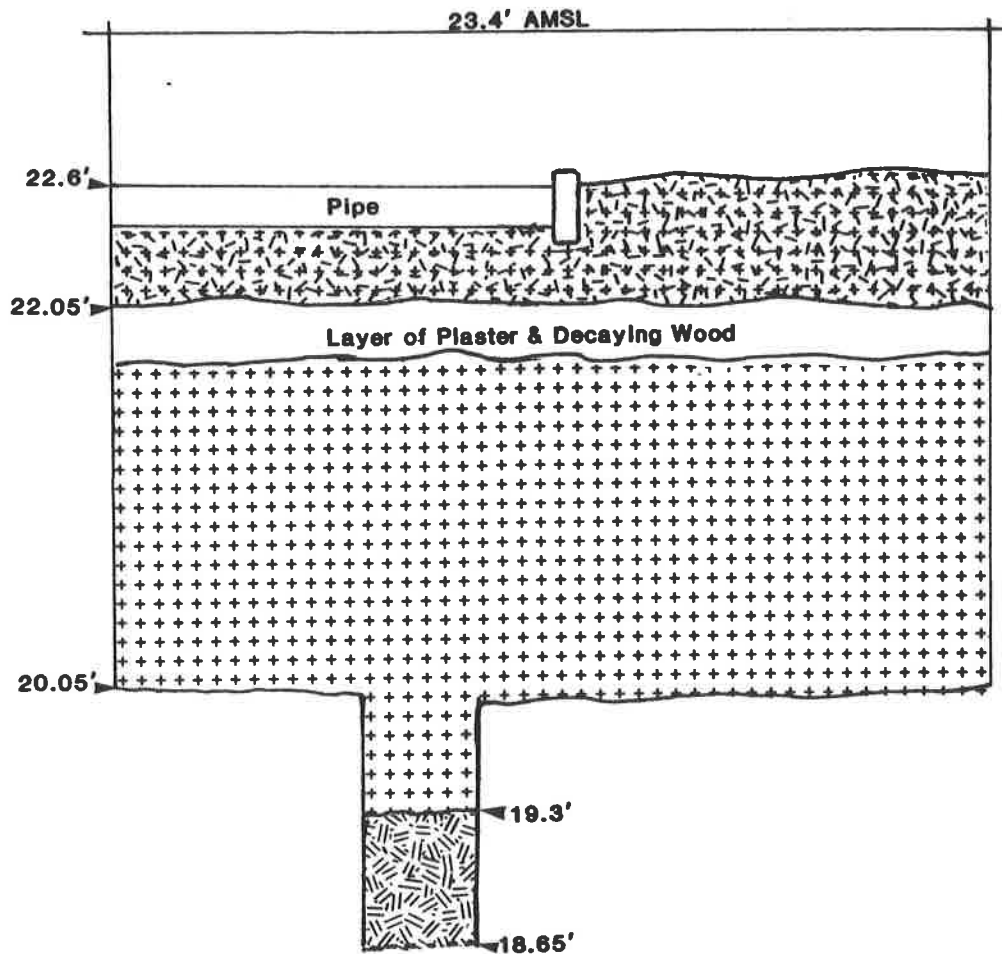 23.4' AMSL
22.6'
Pipe
22.05'
Layer of Plaster & Decaying Wood
20.05'
19.3'
18.65'